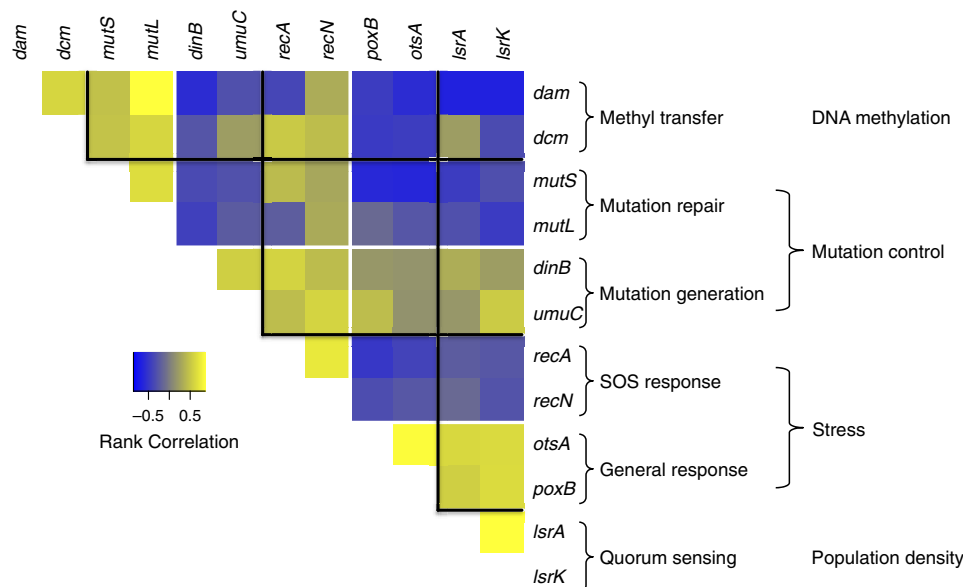 dam dcm mutS mutL dinB umuC recA recN poxB otsA lsrA lsrK
dam
dcm
Methyl transfer
DNA methylation
mutS
mutL
Mutation repair
Mutation control
dinB
umuC
Mutation generation
recA
recN
SOS response
Stress
otsA
poxB
General response
lsrA
lsrK
Quorum sensing
Population density
−0.5 0.5
Rank Correlation